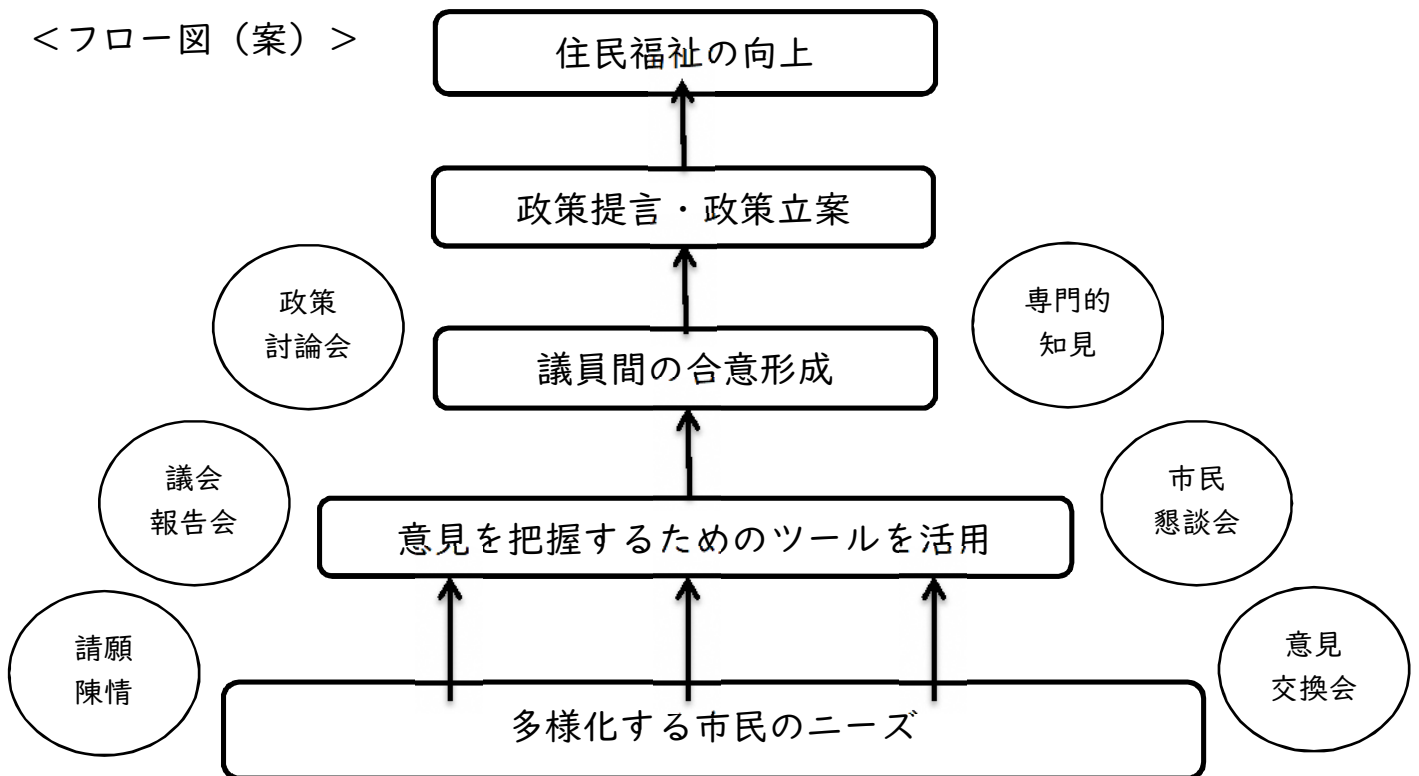 ＜フロー図（案）＞
住民福祉の向上
政策提言・政策立案
政策
討論会
専門的
知見
議員間の合意形成
議会
報告会
市民
懇談会
意見を把握するためのツールを活用
請願
陳情
意見
交換会
多様化する市民のニーズ